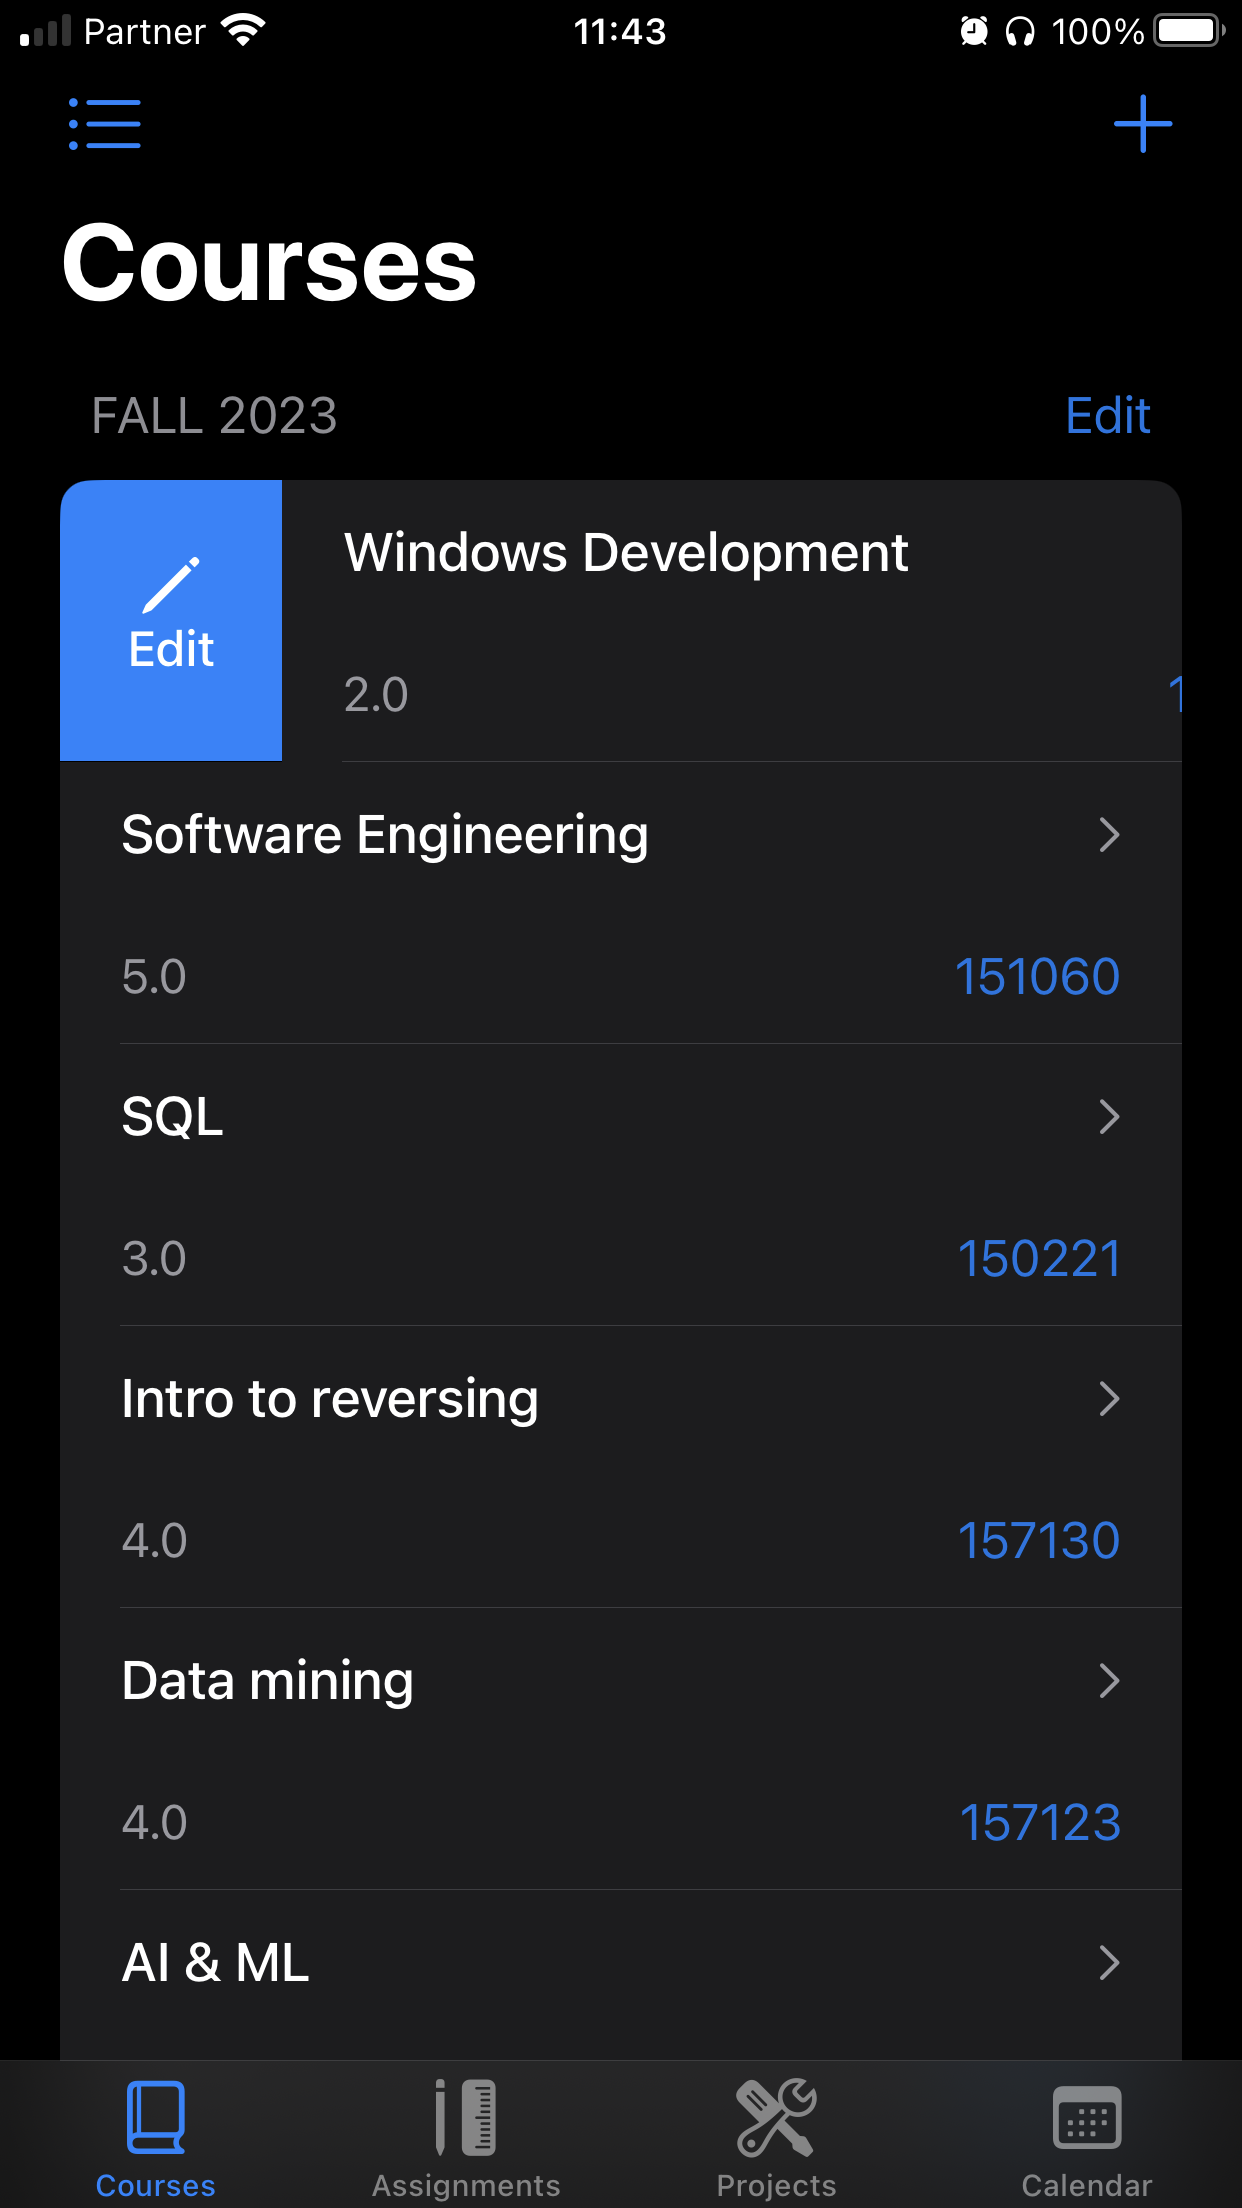 Partner 11:43 100%
Courses
FALL 2023 Edit
Windows Development
Edit
2.0
Software Engineering
5.0 151060
SQL
3.0 150221
Intro to reversing
4.0 157130
Data mining
4.0 157123
AI & ML
Courses Assignments Projects Calendar